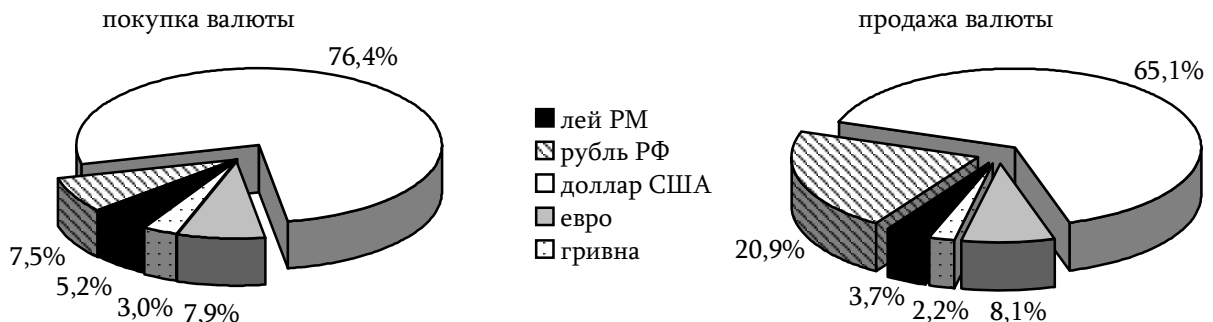 покупка валюты
76,4%
7,5%
5,2%
3,0%
7,9%
лей РМ
рубль РФ
доллар США
евро
гривна
продажа валюты
65,1%
20,9%
3,7%
2,2%
8,1%